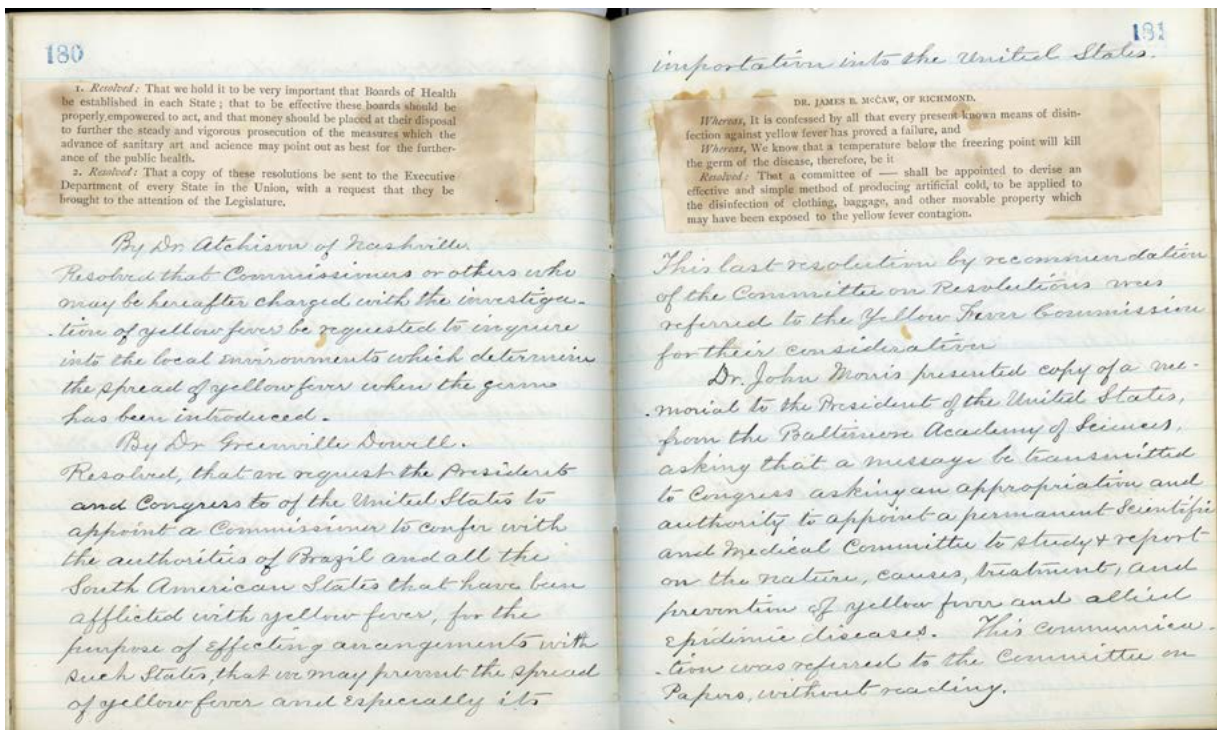 180
1. Resolved: That we hold it to be very important that Boards of Health
be established in each State; that to be effective these boards should be
properly empowered to act, and that money should be placed at their disposal
to further the steady and vigorous prosecution of the measures which the
advance of sanitary art and acience may point out as best for the further-
ance of the public health.
2. Resolved: That a copy of these resolutions be sent to the Executive
Department of every State in the Union, with a request that they be
brought to the attention of the Legislature.
By Dr. Atchison of Nashville.
Resolved that Commissioners or others who
may be hereafter charged with the investiga-
-tion of yellow fever be requested to inquire
into the local environments which determine
the spread of yellow fever when the germ
has been introduced.
By Dr Greenville Dowell.
Resolved, that we request the President
and Congress to of the United States to
appoint a Commissioner to confer with
the authorities of Brazil and all the
South American States that have been
afflicted with yellow fever, for the
purpose of effecting arrangements with
such States, that we may prevent the spread
of yellow fever and especially its
181
importation into the United States.
DR. JAMES B. McCAW, OF RICHMOND.
Whereas, It is confessed by all that every present known means of disin-
fection against yellow fever has proved a failure, and
Whereas, We know that a temperature below the freezing point will kill
the germ of the disease, therefore, be it
Resolved: That a committee of — shall be appointed to devise an
effective and simple method of producing artificial cold, to be applied to
the disinfection of clothing, baggage, and other movable property which
may have been exposed to the yellow fever contagion.
This last resolution by recommendation
of the Committee on Resolutions was
referred to the Yellow Fever Commission
for their consideration
Dr. John Morris presented copy of a me-
-morial to the President of the United States,
from the Baltimore Academy of Sciences,
asking that a message be transmitted
to Congress asking an appropriation and
authority to appoint a permanent Scientific
and Medical Committee to study & report
on the nature, causes, treatment, and
prevention of yellow fever and allied
Epidimic diseases. This communica-
-tion was referred to the Committee on
Papers, without reading.